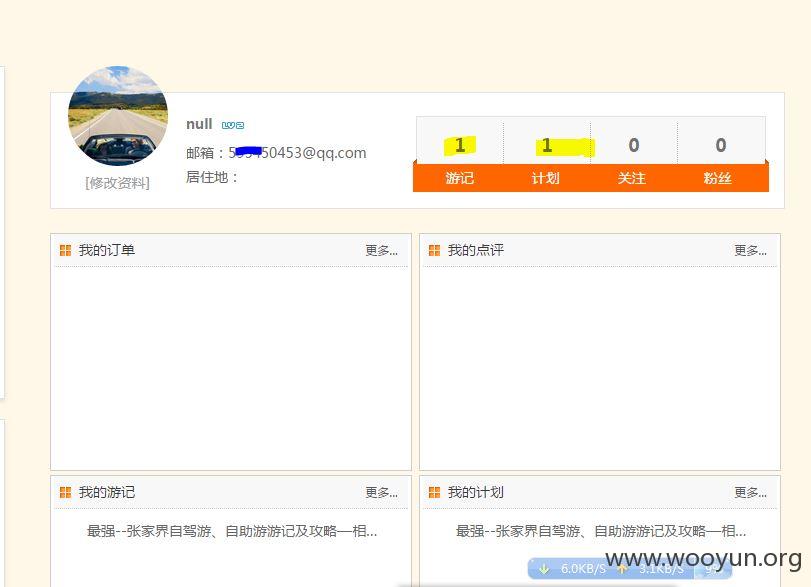 null LV2
邮箱：50453@qq.com
[修改资料]
居住地：
1 1 0 0
游记 计划 关注 粉丝
我的订单 更多...
我的点评 更多...
我的游记 更多...
我的计划 更多...
最强--张家界自驾游、自助游游记及攻略—相...
最强--张家界自驾游、自助游游记及攻略—相...
6.0KB/S 3.1KB/S
www.wooyun.org